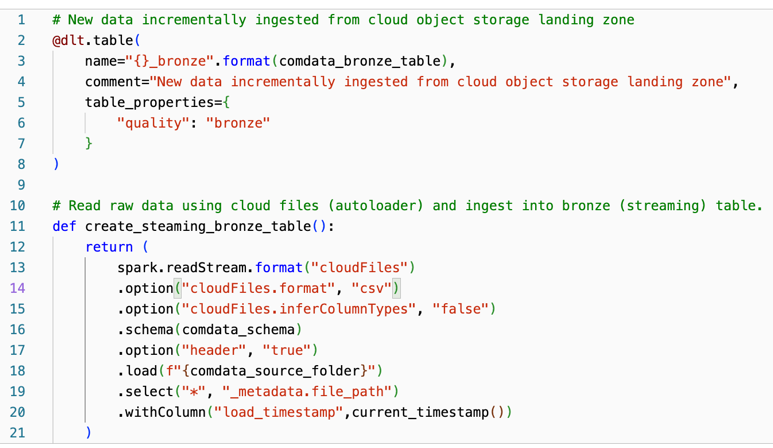 1 # New data incrementally ingested from cloud object storage landing zone
2 @dlt.table(
3     name="{}_bronze".format(comdata_bronze_table),
4     comment="New data incrementally ingested from cloud object storage landing zone",
5     table_properties={
6         "quality": "bronze"
7     }
8 )
9
10 # Read raw data using cloud files (autoloader) and ingest into bronze (streaming) table.
11 def create_steaming_bronze_table():
12     return (
13         spark.readStream.format("cloudFiles")
14         .option("cloudFiles.format", "csv")
15         .option("cloudFiles.inferColumnTypes", "false")
16         .schema(comdata_schema)
17         .option("header", "true")
18         .load(f"{comdata_source_folder}")
19         .select("*", "_metadata.file_path")
20         .withColumn("load_timestamp",current_timestamp())
21     )